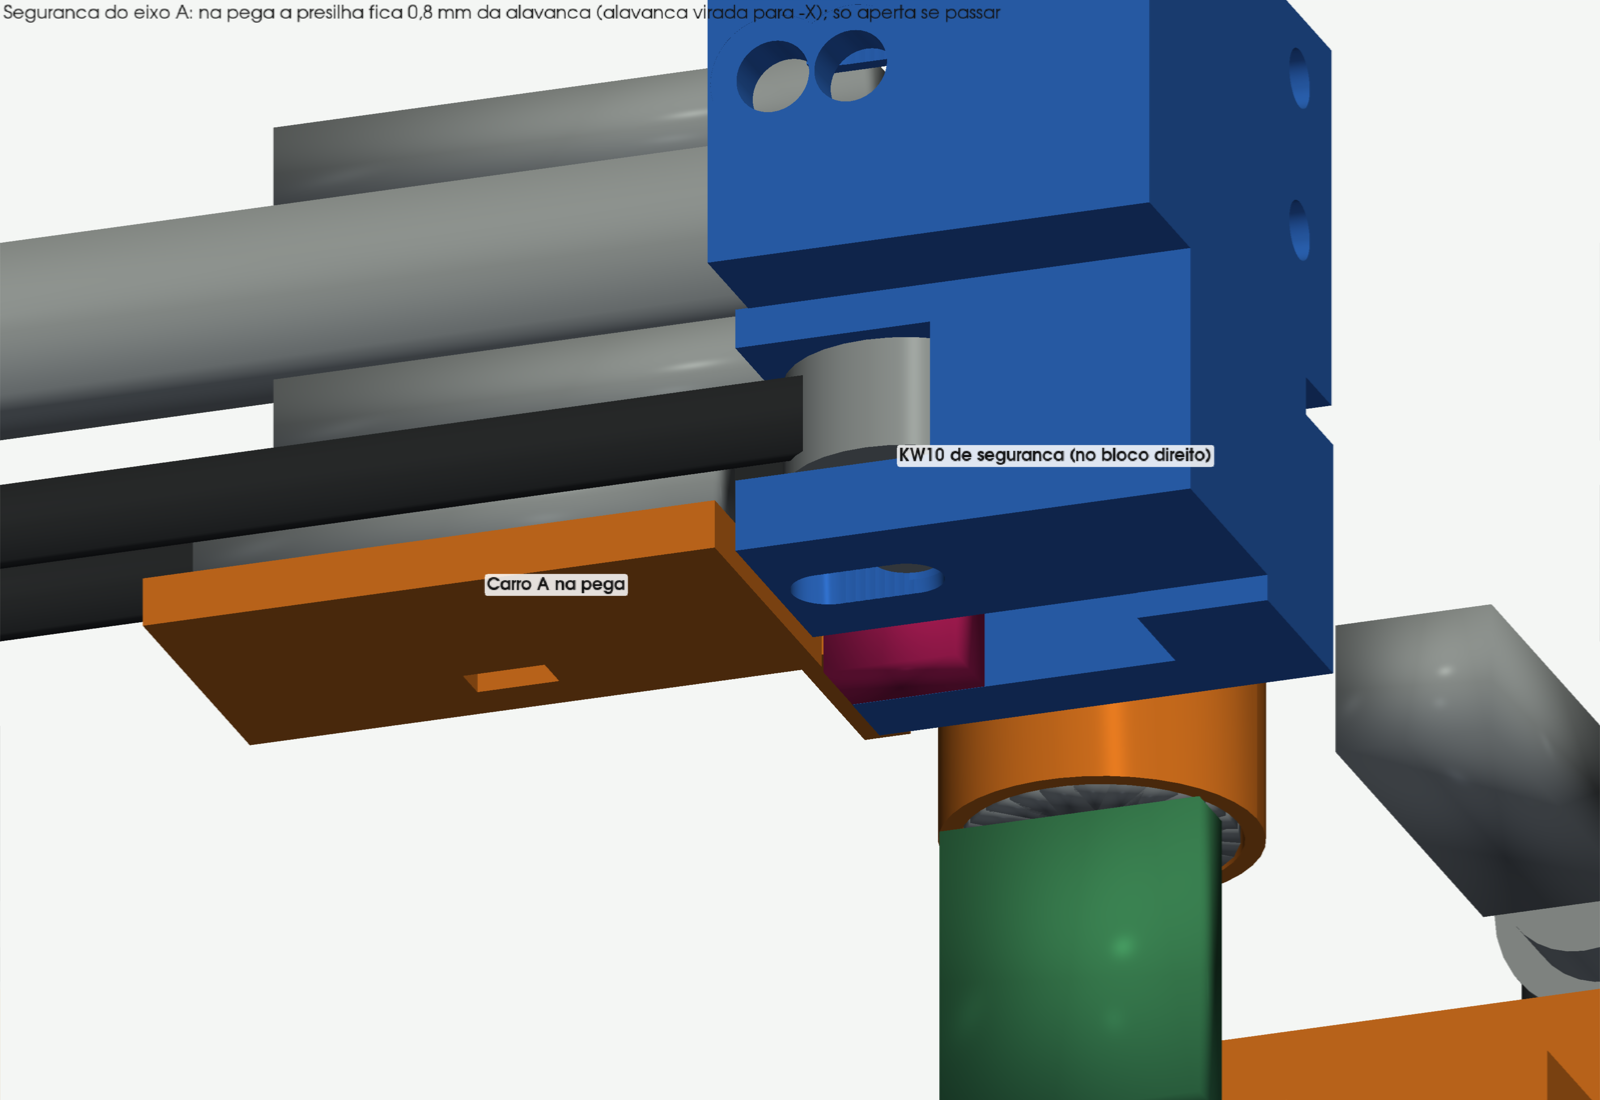 Seguranca do eixo A: na pega a presilha fica 0,8 mm da alavanca (alavanca virada para -X); so aperta se passar
KW10 de seguranca (no bloco direito)
Carro A na pega